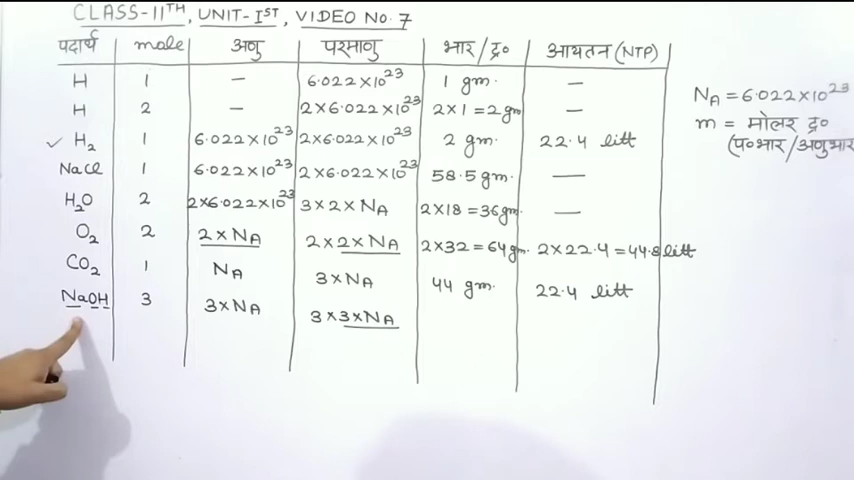 CLASS-11TH, UNIT-IST, VIDEO No.7
पदार्थ mole अणु परमाणु भार/द्र० आयतन (NTP)
H 1 – 6.022×10²³ 1 gm. –
H 2 – 2×6.022×10²³ 2×1=2gm –
✓ H₂ 1 6.022×10²³ 2×6.022×10²³ 2 gm. 22.4 litt
NaCl 1 6.022×10²³ 2×6.022×10²³ 58.5 gm. –
H₂O 2 2×6.022×10²³ 3×2×NA 2×18=36gm. –
O₂ 2 2×NA 2×2×NA 2×32=64gm. 2×22.4=44.8 litt
CO₂ 1 NA 3×NA 44 gm. 22.4 litt
NaOH 3 3×NA 3×3×NA
NA=6.022×10²³
m = मोलर द्र०
(प०भार/अणुभार